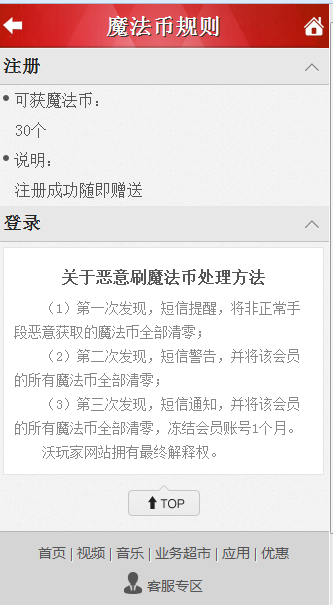 魔法币规则
注册
可获魔法币：
30个
说明：
注册成功随即赠送
登录
关于恶意刷魔法币处理方法
（1）第一次发现，短信提醒，将非正常手
段恶意获取的魔法币全部清零；
（2）第二次发现，短信警告，并将该会员
的所有魔法币全部清零；
（3）第三次发现，短信通知，并将该会员
的所有魔法币全部清零，冻结会员账号1个月。
沃玩家网站拥有最终解释权。
TOP
首页 | 视频 | 音乐 | 业务超市 | 应用 | 优惠
客服专区